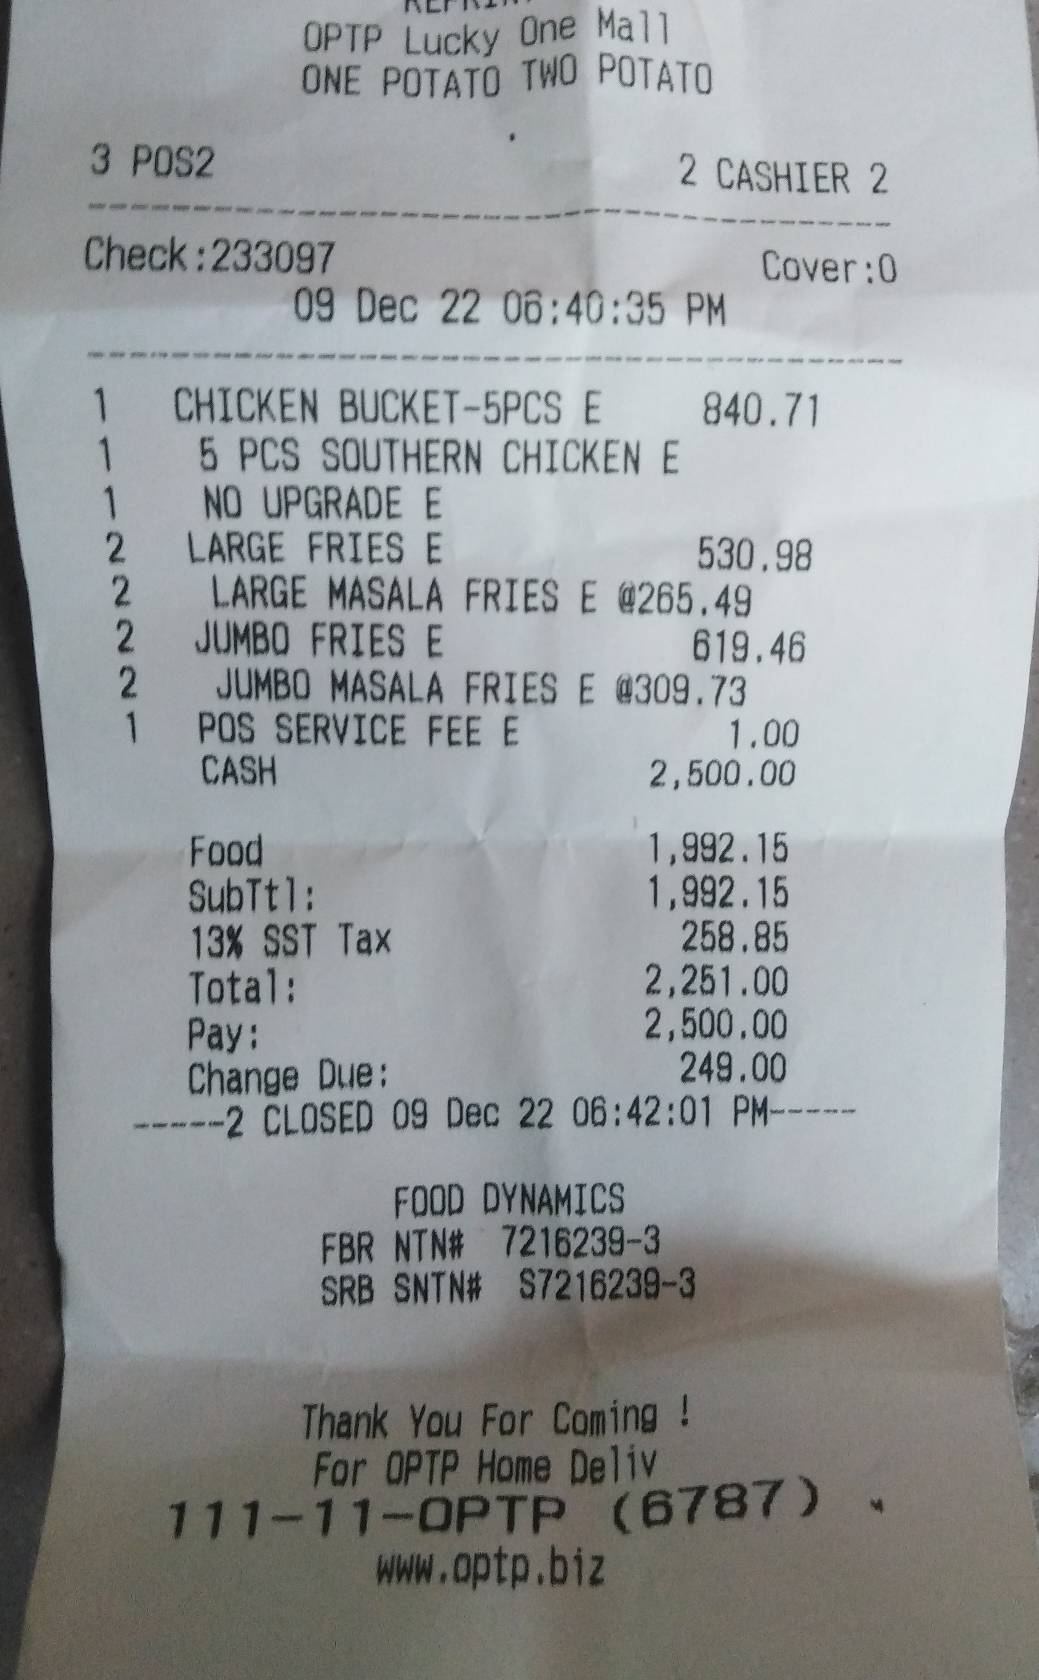 REPRINT
OPTP Lucky One Mall
ONE POTATO TWO POTATO
3 POS2 2 CASHIER 2
Check:233097 Cover:0
09 Dec 22 06:40:35 PM
1 CHICKEN BUCKET-5PCS E 840.71
1 5 PCS SOUTHERN CHICKEN E
1 NO UPGRADE E
2 LARGE FRIES E 530.98
2 LARGE MASALA FRIES E @265.49
2 JUMBO FRIES E 619.46
2 JUMBO MASALA FRIES E @309.73
1 POS SERVICE FEE E 1.00
CASH 2,500.00
Food 1,992.15
SubTtl: 1,992.15
13% SST Tax 258.85
Total: 2,251.00
Pay: 2,500.00
Change Due: 249.00
-----2 CLOSED 09 Dec 22 06:42:01 PM-----
FOOD DYNAMICS
FBR NTN# 7216239-3
SRB SNTN# S7216239-3
Thank You For Coming !
For OPTP Home Deliv
111-11-OPTP (6787)
www.optp.biz